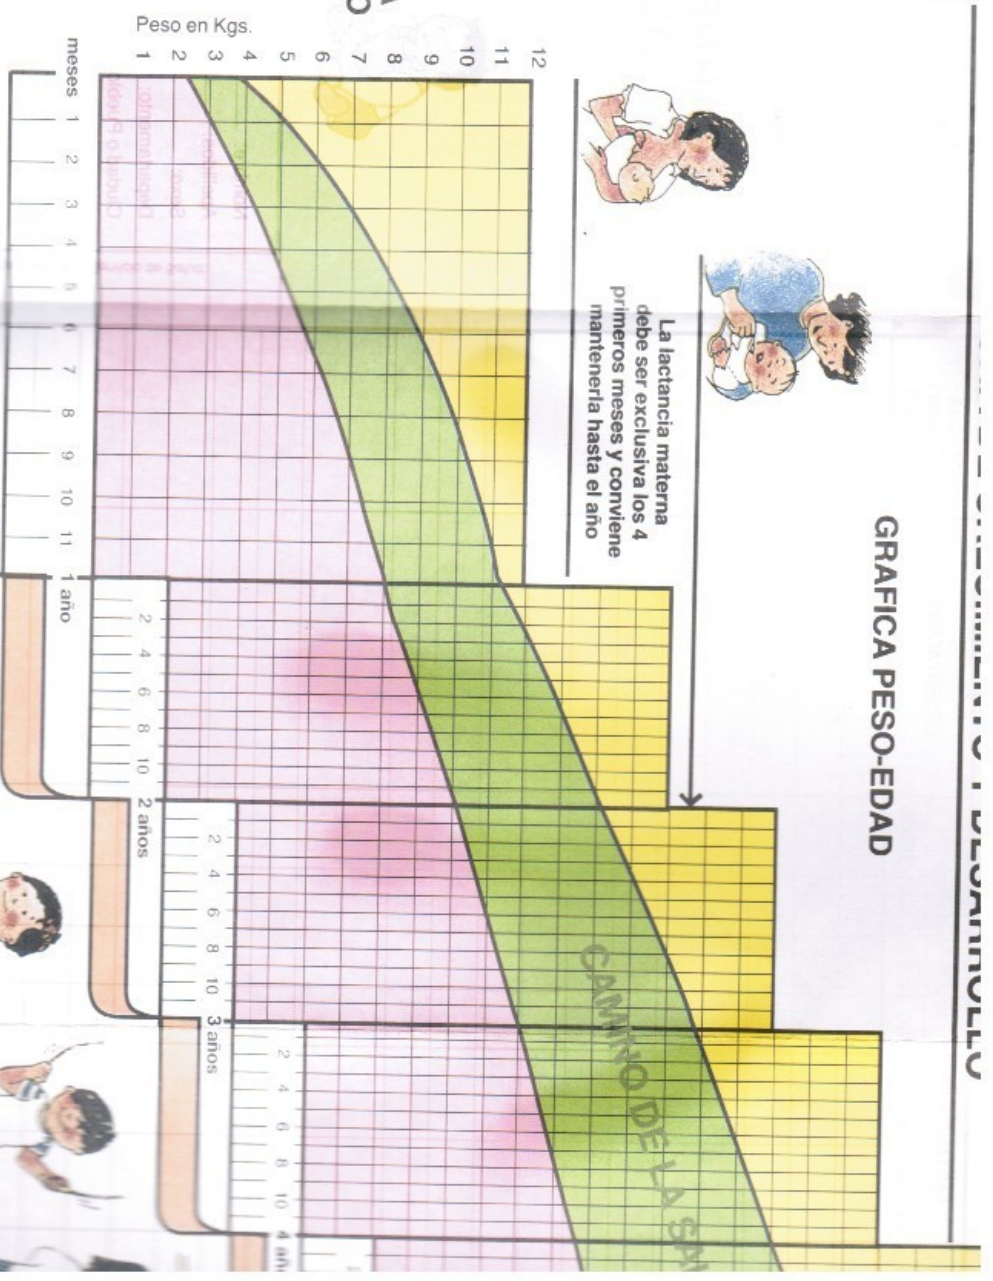 GRAFICA PESO-EDAD
La lactancia materna
debe ser exclusiva los 4
primeros meses y conviene
mantenerla hasta el año
Peso en Kgs.
1 2 3 4 5 6 7 8 9 10 11 12
meses 1 2 3 4 5 6 7 8 9 10 11 1 año
2 4 6 8 10 2 años
2 4 6 8 10 3 años
2 4 6 8 10 4
CAMINO DE LA